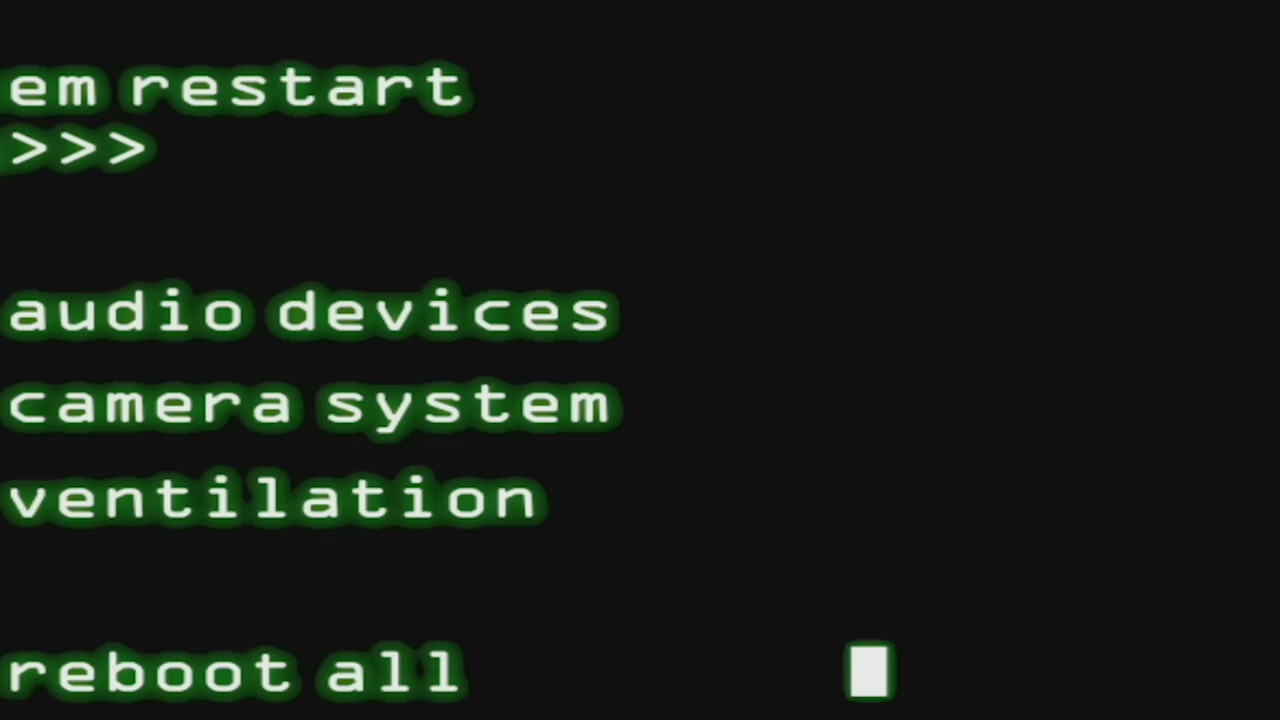 em restart
>>>
audio devices
camera system
ventilation
reboot all